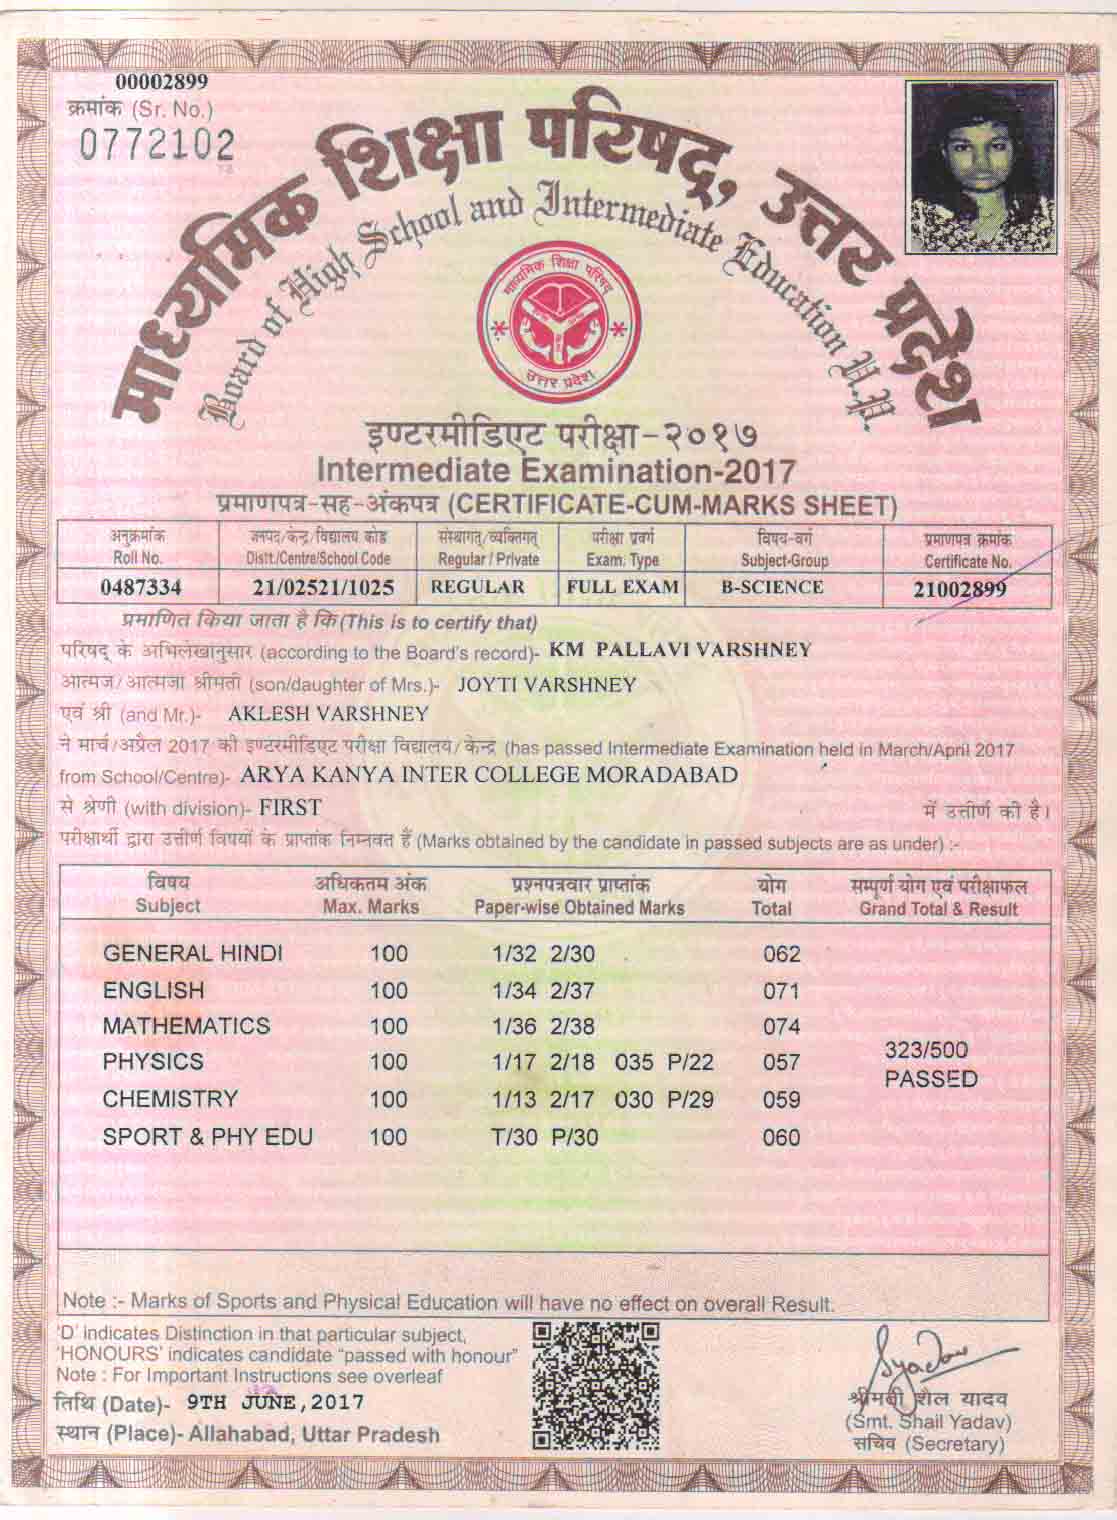 00002899
क्रमांक (Sr. No.)
0772102
माध्यमिक शिक्षा परिषद्, उत्तर प्रदेश
Board of High School and Intermediate Education U.P.
माध्यमिक शिक्षा परिषद्
उत्तर प्रदेश
इण्टरमीडिएट परीक्षा-२०१७
Intermediate Examination-2017
प्रमाणपत्र-सह-अंकपत्र (CERTIFICATE-CUM-MARKS SHEET)
अनुक्रमांक जनपद/केन्द्र/विद्यालय कोड संस्थागत्/व्यक्तिगत् परीक्षा प्रवर्ग विषय-वर्ग प्रमाणपत्र क्रमांक
Roll No. Distt./Centre/School Code Regular / Private Exam. Type Subject-Group Certificate No.
0487334 21/02521/1025 REGULAR FULL EXAM B-SCIENCE 21002899
प्रमाणित किया जाता है कि (This is to certify that)
परिषद् के अभिलेखानुसार (according to the Board's record)- KM PALLAVI VARSHNEY
आत्मज/आत्मजा श्रीमती (son/daughter of Mrs.)- JOYTI VARSHNEY
एवं श्री (and Mr.)- AKLESH VARSHNEY
ने मार्च/अप्रैल 2017 की इण्टरमीडिएट परीक्षा विद्यालय/केन्द्र (has passed Intermediate Examination held in March/April 2017
from School/Centre)- ARYA KANYA INTER COLLEGE MORADABAD
से श्रेणी (with division)- FIRST में उत्तीर्ण की है।
परीक्षार्थी द्वारा उत्तीर्ण विषयों के प्राप्तांक निम्नवत हैं (Marks obtained by the candidate in passed subjects are as under) :-
विषय अधिकतम अंक प्रश्नपत्रवार प्राप्तांक योग सम्पूर्ण योग एवं परीक्षाफल
Subject Max. Marks Paper-wise Obtained Marks Total Grand Total & Result
GENERAL HINDI 100 1/32 2/30 062
ENGLISH 100 1/34 2/37 071
MATHEMATICS 100 1/36 2/38 074
PHYSICS 100 1/17 2/18 035 P/22 057
323/500
PASSED
CHEMISTRY 100 1/13 2/17 030 P/29 059
SPORT & PHY EDU 100 T/30 P/30 060
Note :- Marks of Sports and Physical Education will have no effect on overall Result.
'D' indicates Distinction in that particular subject,
'HONOURS' indicates candidate "passed with honour"
Note : For Important Instructions see overleaf
तिथि (Date)- 9TH JUNE,2017
स्थान (Place)- Allahabad, Uttar Pradesh
Syadav
श्रीमती शैल यादव
(Smt. Shail Yadav)
सचिव (Secretary)